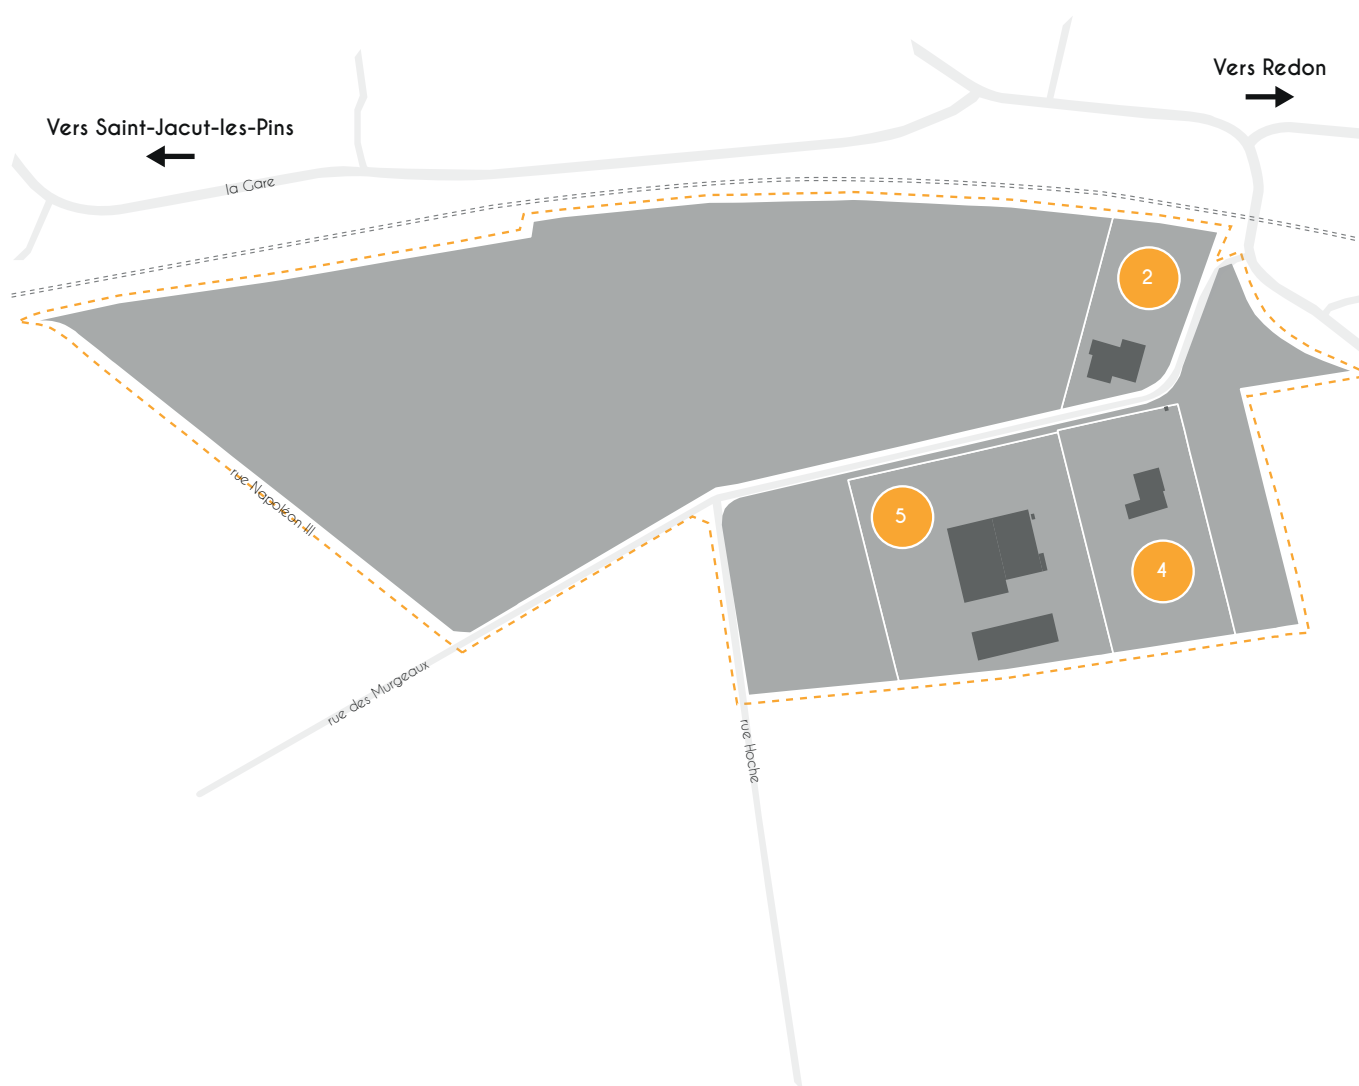 Vers Redon
Vers Saint-Jacut-les-Pins
la Gare
2
rue Napoléon III
5
4
rue des Murgeaux
rue Hoche